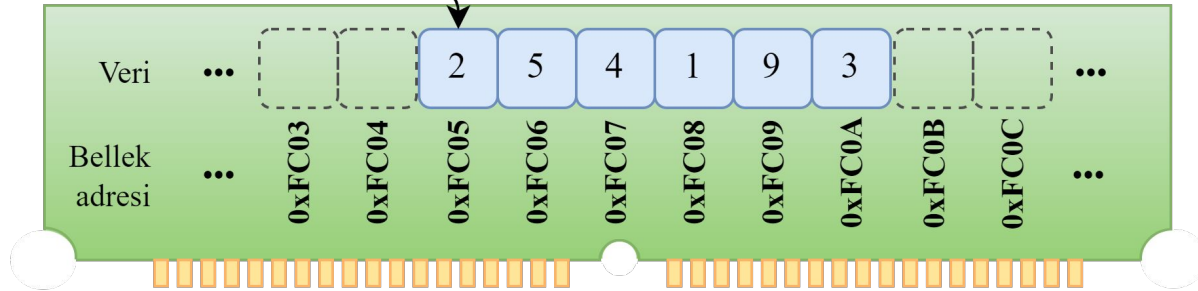 Veri ... 2 5 4 1 9 3 ...
Bellek adresi ... 0xFC03 0xFC04 0xFC05 0xFC06 0xFC07 0xFC08 0xFC09 0xFC0A 0xFC0B 0xFC0C ...